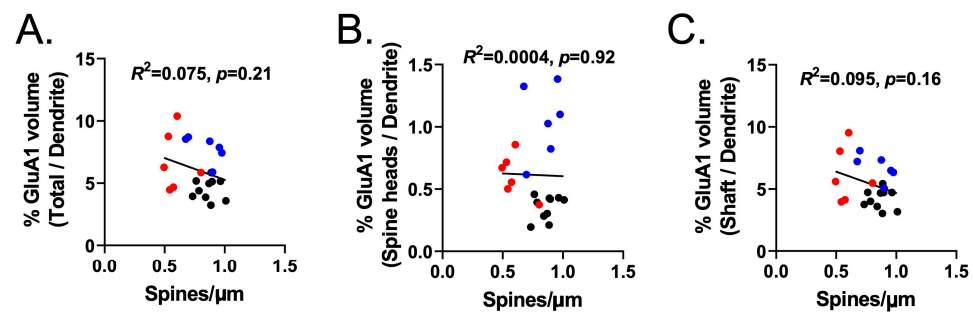 A.
R²=0.075, p=0.21
% GluA1 volume
(Total / Dendrite)
15
10
5
0
0.0 0.5 1.0 1.5
Spines/μm
B.
R²=0.0004, p=0.92
% GluA1 volume
(Spine heads / Dendrite)
1.5
1.0
0.5
0.0
0.0 0.5 1.0 1.5
Spines/μm
C.
R²=0.095, p=0.16
% GluA1 volume
(Shaft / Dendrite)
15
10
5
0
0.0 0.5 1.0 1.5
Spines/μm